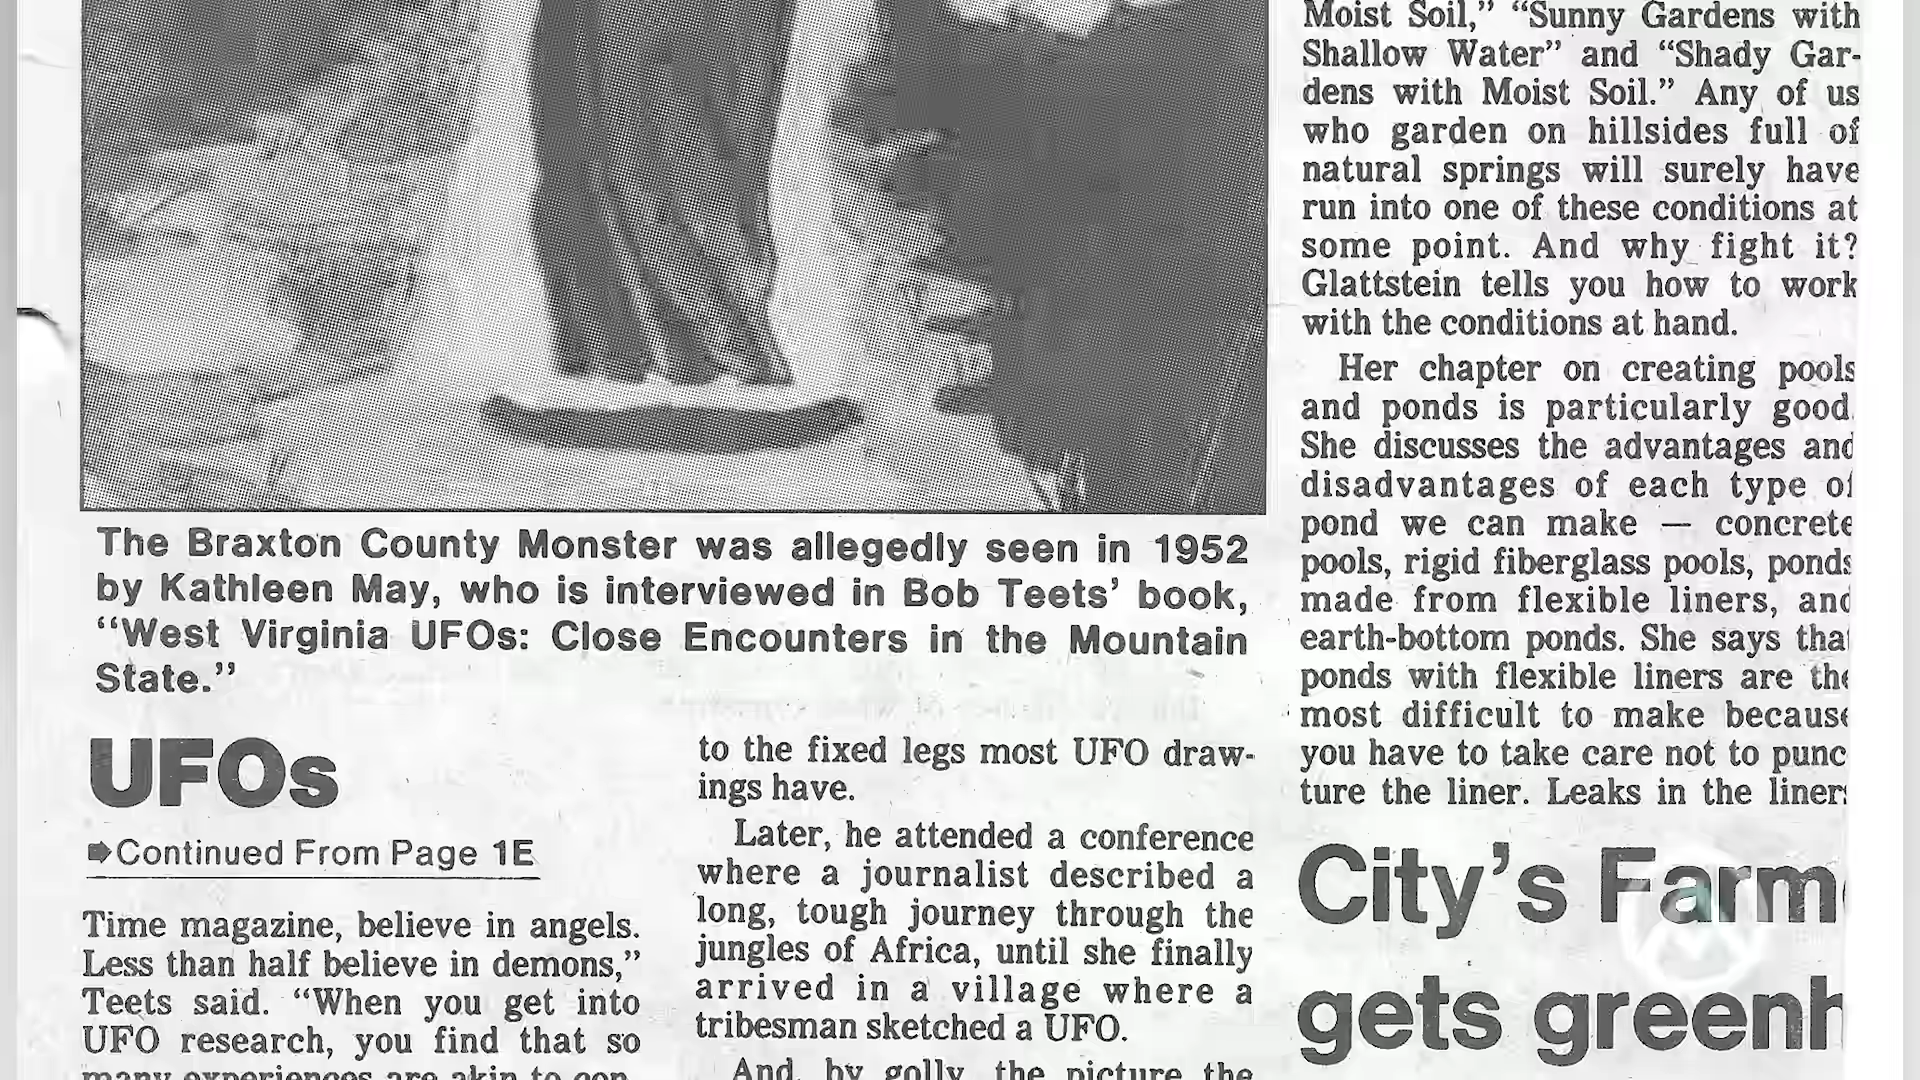 The Braxton County Monster was allegedly seen in 1952
by Kathleen May, who is interviewed in Bob Teets’ book,
“West Virginia UFOs: Close Encounters in the Mountain
State.”
UFOs
Continued From Page 1E
Time magazine, believe in angels.
Less than half believe in demons,”
Teets said. “When you get into
UFO research, you find that so
many experiences are akin to con-
to the fixed legs most UFO draw-
ings have.
Later, he attended a conference
where a journalist described a
long, tough journey through the
jungles of Africa, until she finally
arrived in a village where a
tribesman sketched a UFO.
And, by golly, the picture the
Moist Soil,” “Sunny Gardens with
Shallow Water” and “Shady Gar-
dens with Moist Soil.” Any of us
who garden on hillsides full of
natural springs will surely have
run into one of these conditions at
some point. And why fight it?
Glattstein tells you how to work
with the conditions at hand.
Her chapter on creating pools
and ponds is particularly good.
She discusses the advantages and
disadvantages of each type of
pond we can make — concrete
pools, rigid fiberglass pools, ponds
made from flexible liners, and
earth-bottom ponds. She says that
ponds with flexible liners are the
most difficult to make because
you have to take care not to punc
ture the liner. Leaks in the liner
City’s Farm
gets greenh